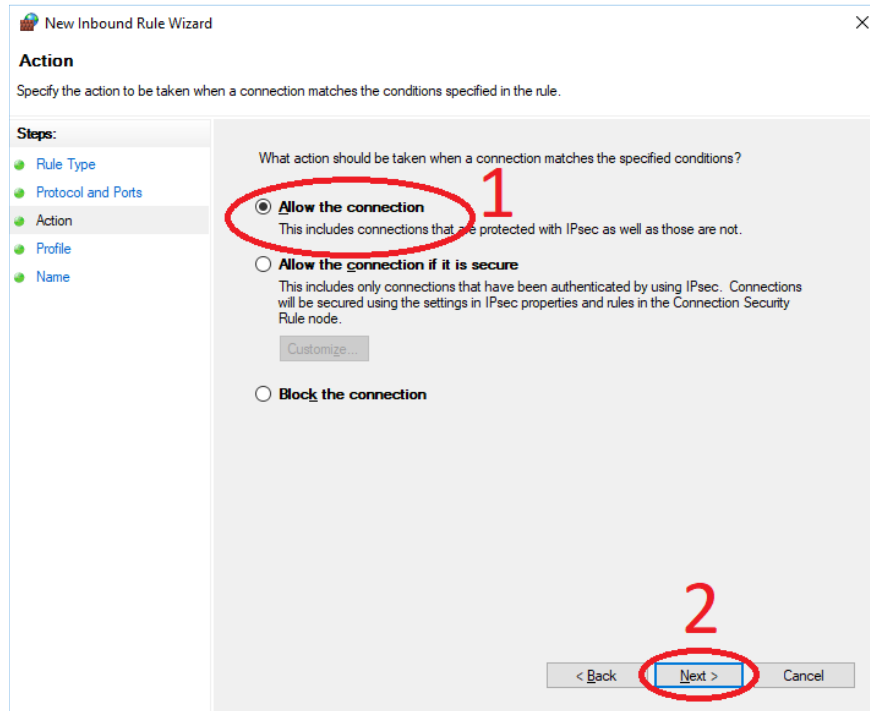 New Inbound Rule Wizard
Action
Specify the action to be taken when a connection matches the conditions specified in the rule.
Steps:
Rule Type
Protocol and Ports
Action
Profile
Name
What action should be taken when a connection matches the specified conditions?
1
Allow the connection
This includes connections that are protected with IPsec as well as those are not.
Allow the connection if it is secure
This includes only connections that have been authenticated by using IPsec. Connections
will be secured using the settings in IPsec properties and rules in the Connection Security
Rule node.
Customize...
Block the connection
2
< Back
Next >
Cancel